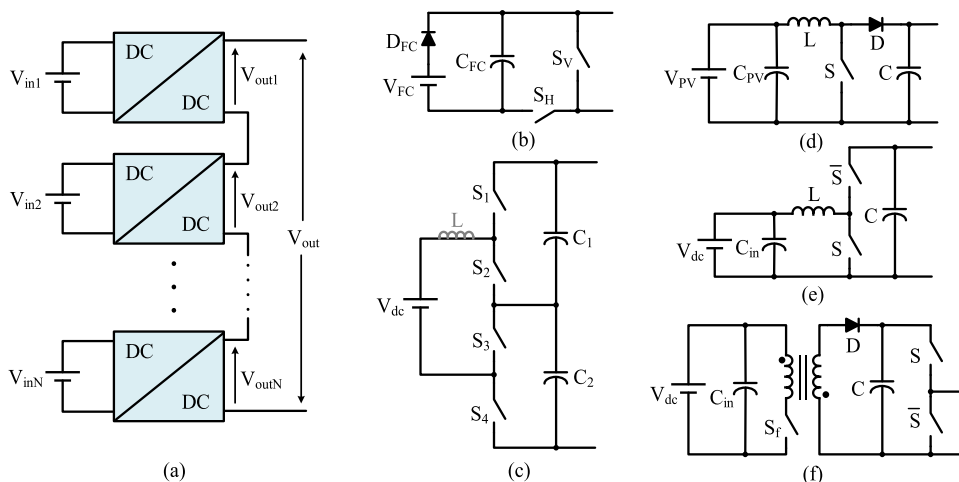 DC
DC
V_in1
V_out1
DC
DC
V_in2
V_out2
V_out
DC
DC
V_inN
V_outN
(a)
D_FC
V_FC
C_FC
S_V
S_H
(b)
S_1
L
S_2
C_1
V_dc
S_3
S_4
C_2
(c)
L
D
V_PV
C_PV
S
C
(d)
S̅
L
C
V_dc
C_in
S
(e)
D
V_dc
C_in
S_f
C
S
S̅
(f)